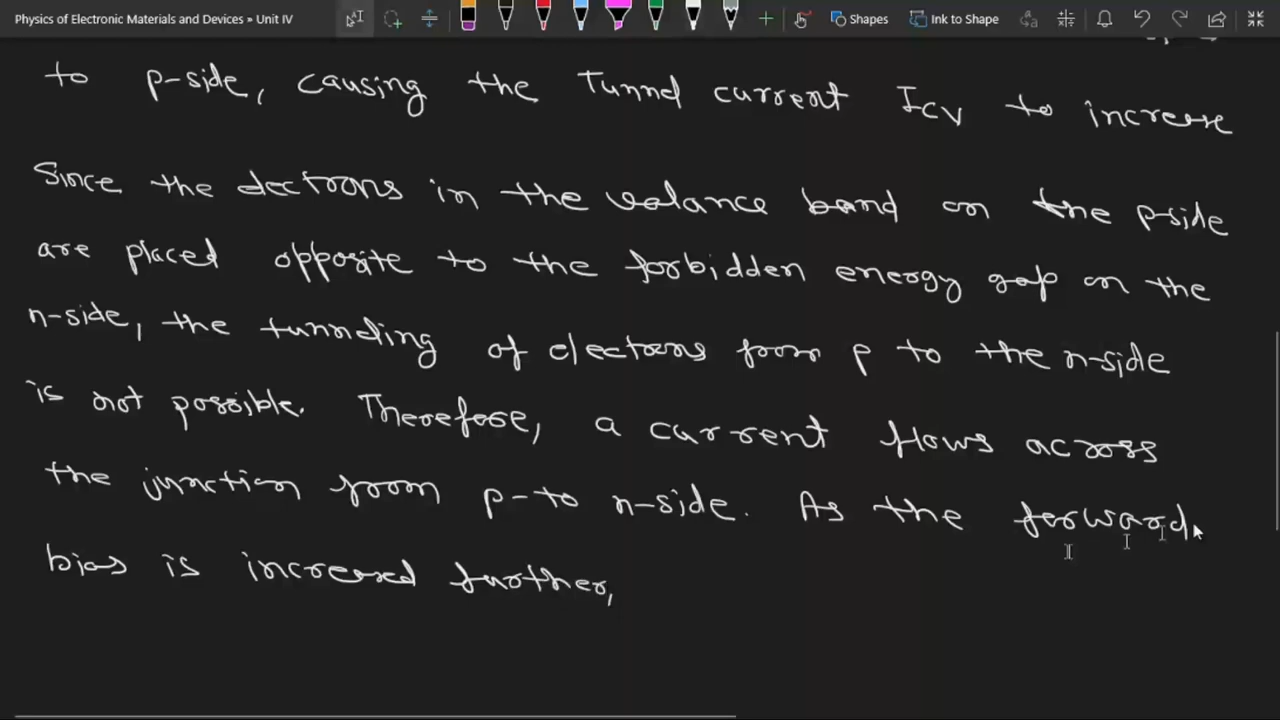 Physics of Electronic Materials and Devices » Unit IV
Shapes
Ink to Shape
to p-side, causing the Tunnel current ICV to increase
Since the electrons in the valance band on the p-side
are placed opposite to the forbidden energy gap on the
n-side, the tunneling of electrons from p to the n-side
is not possible. Therefore, a current flows across
the junction from p-to n-side. As the forward
bias is increased further,